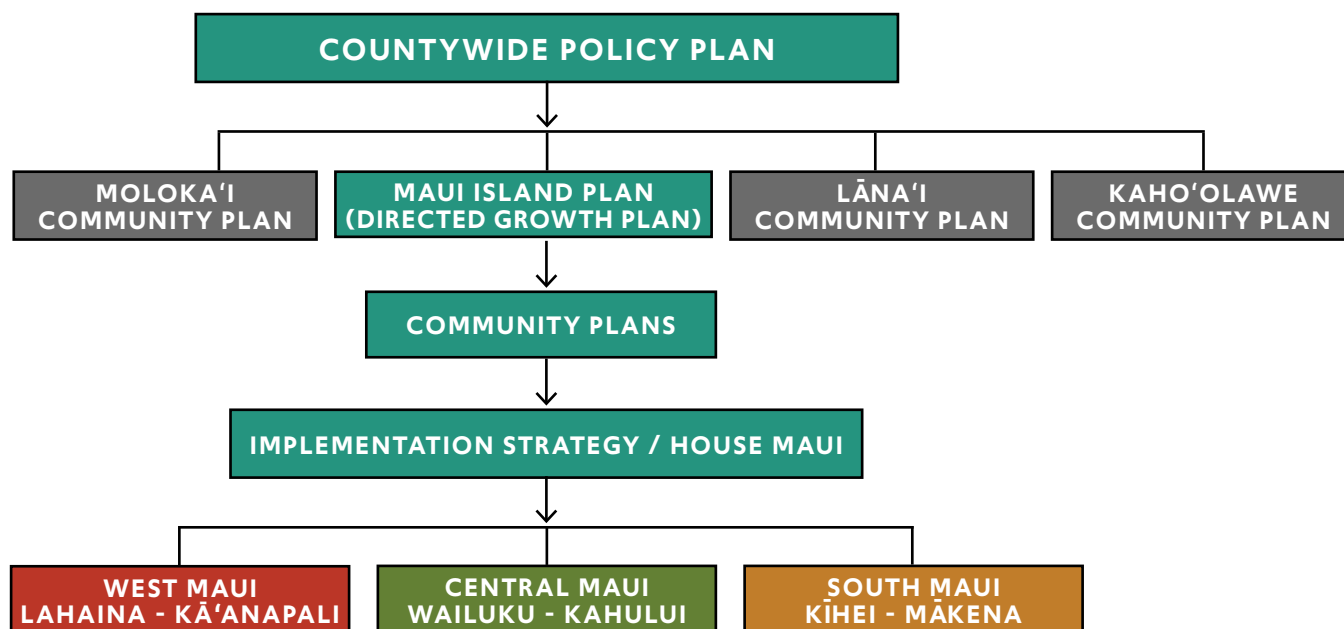 COUNTYWIDE POLICY PLAN
MOLOKAʻI
COMMUNITY PLAN
MAUI ISLAND PLAN
(DIRECTED GROWTH PLAN)
LĀNAʻI
COMMUNITY PLAN
KAHOʻOLAWE
COMMUNITY PLAN
COMMUNITY PLANS
IMPLEMENTATION STRATEGY / HOUSE MAUI
WEST MAUI
LAHAINA - KĀʻANAPALI
CENTRAL MAUI
WAILUKU - KAHULUI
SOUTH MAUI
KĪHEI - MĀKENA